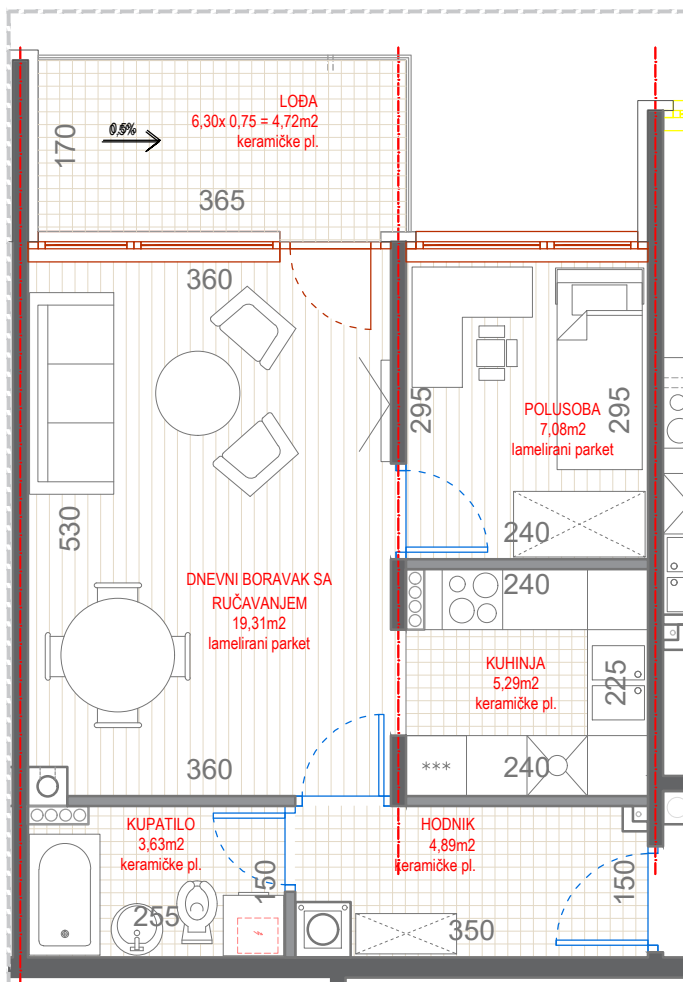 LOĐA
6,30x 0,75 = 4,72m2
keramičke pl.
0,5%
170
365
360
295
POLUSOBA
7,08m2
lamelirani parket
295
240
530
DNEVNI BORAVAK SA
RUČAVANJEM
19,31m2
lamelirani parket
240
KUHINJA
5,29m2
keramičke pl.
225
360
***
240
KUPATILO
3,63m2
keramičke pl.
HODNIK
4,89m2
keramičke pl.
150
150
255
350